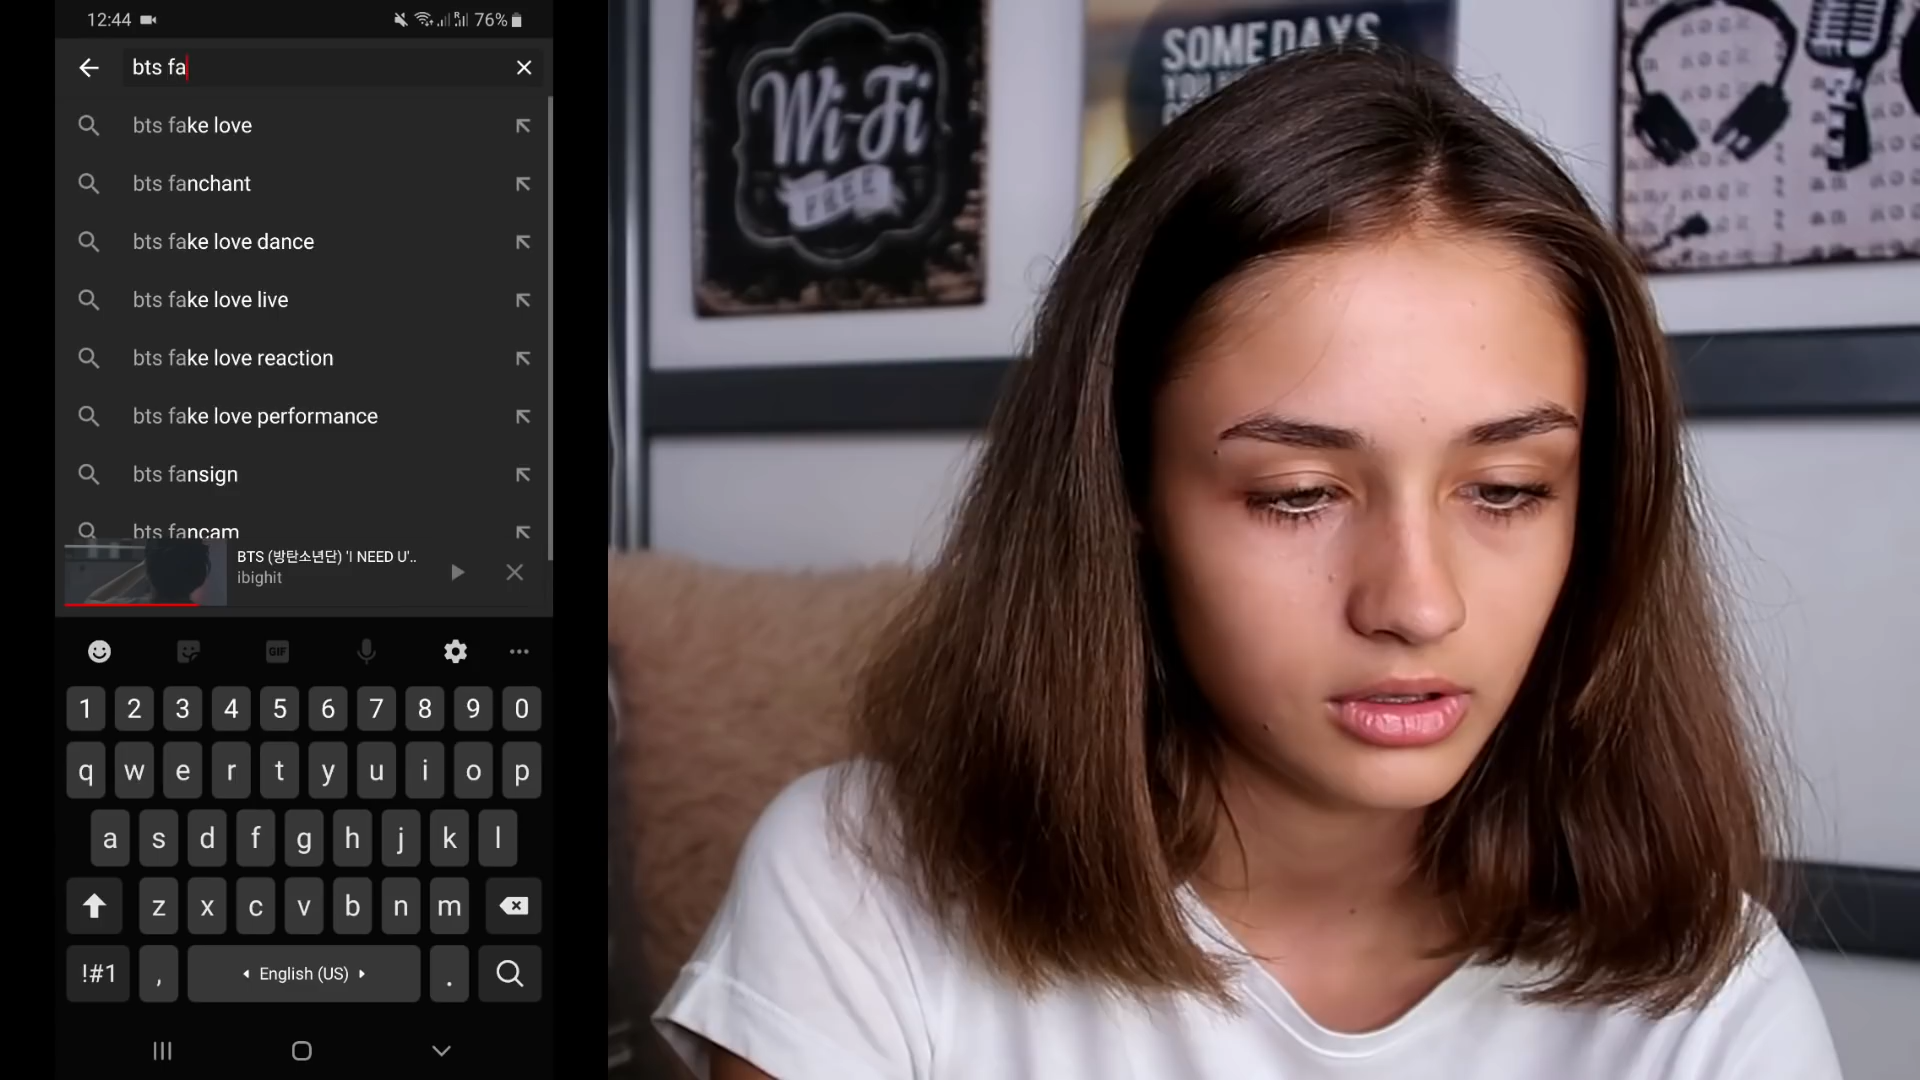 12:44
76%
bts fa
bts fake love
bts fanchant
bts fake love dance
bts fake love live
bts fake love reaction
bts fake love performance
bts fansign
bts fancam
BTS (방탄소년단) 'I NEED U'..
ibighit
GIF
1 2 3 4 5 6 7 8 9 0
q w e r t y u i o p
a s d f g h j k l
z x c v b n m
!#1 , English (US) .
Wi-Fi
FREE
SOME DAYS